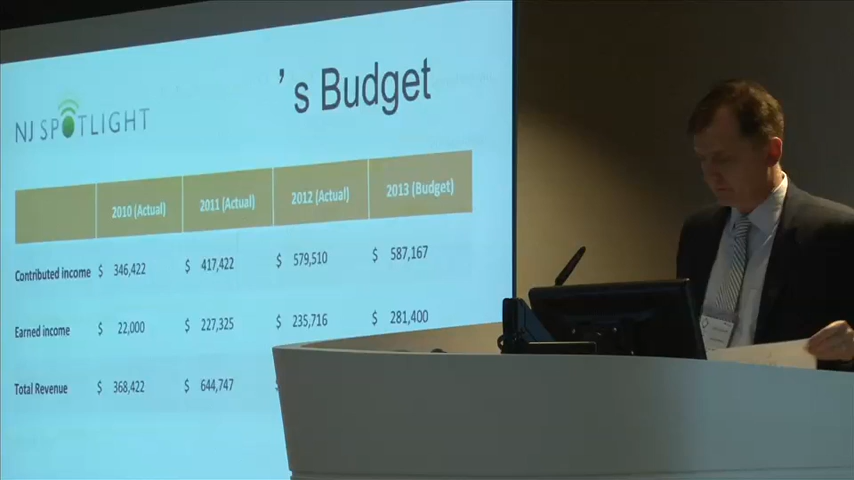 NJ SPOTLIGHT
's Budget
2010 (Actual) 2011 (Actual) 2012 (Actual) 2013 (Budget)
Contributed income $ 346,422 $ 417,422 $ 579,510 $ 587,167
Earned income $ 22,000 $ 227,325 $ 235,716 $ 281,400
Total Revenue $ 368,422 $ 644,747